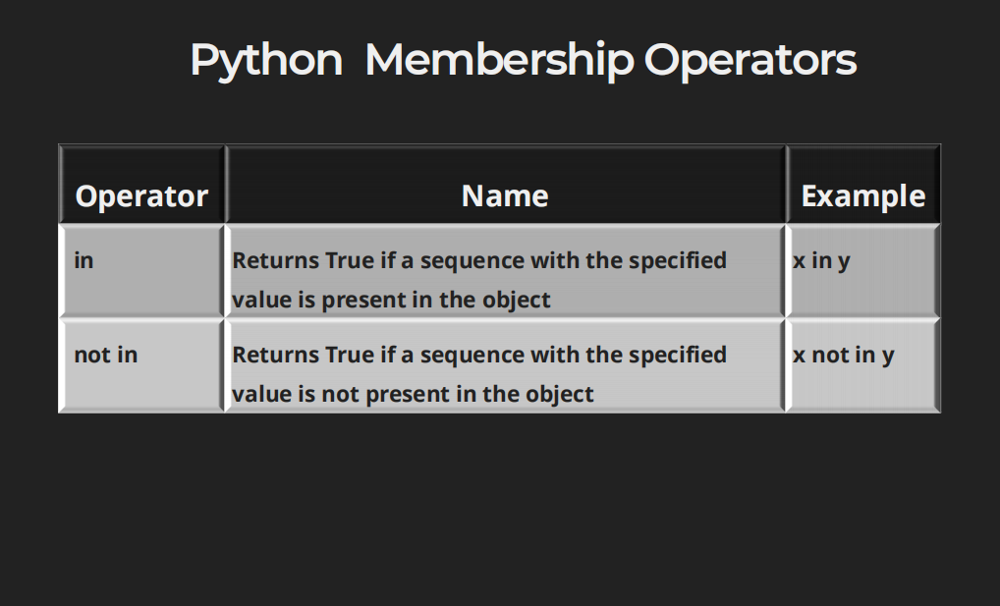 Python  Membership Operators
Operator Name Example
in Returns True if a sequence with the specified x in y
value is present in the object
not in Returns True if a sequence with the specified x not in y
value is not present in the object